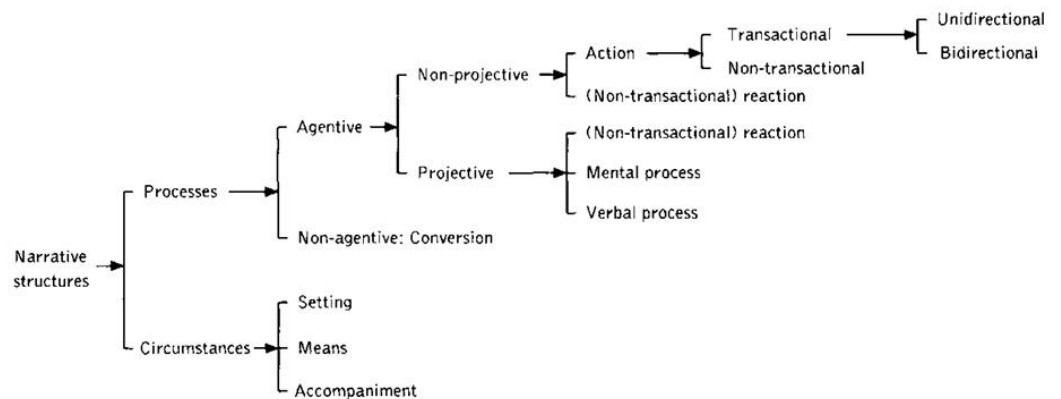 Unidirectional
Transactional
Bidirectional
Action
Non-transactional
Non-projective
(Non-transactional) reaction
Agentive
(Non-transactional) reaction
Projective
Mental process
Verbal process
Processes
Non-agentive: Conversion
Narrative
structures
Setting
Circumstances
Means
Accompaniment